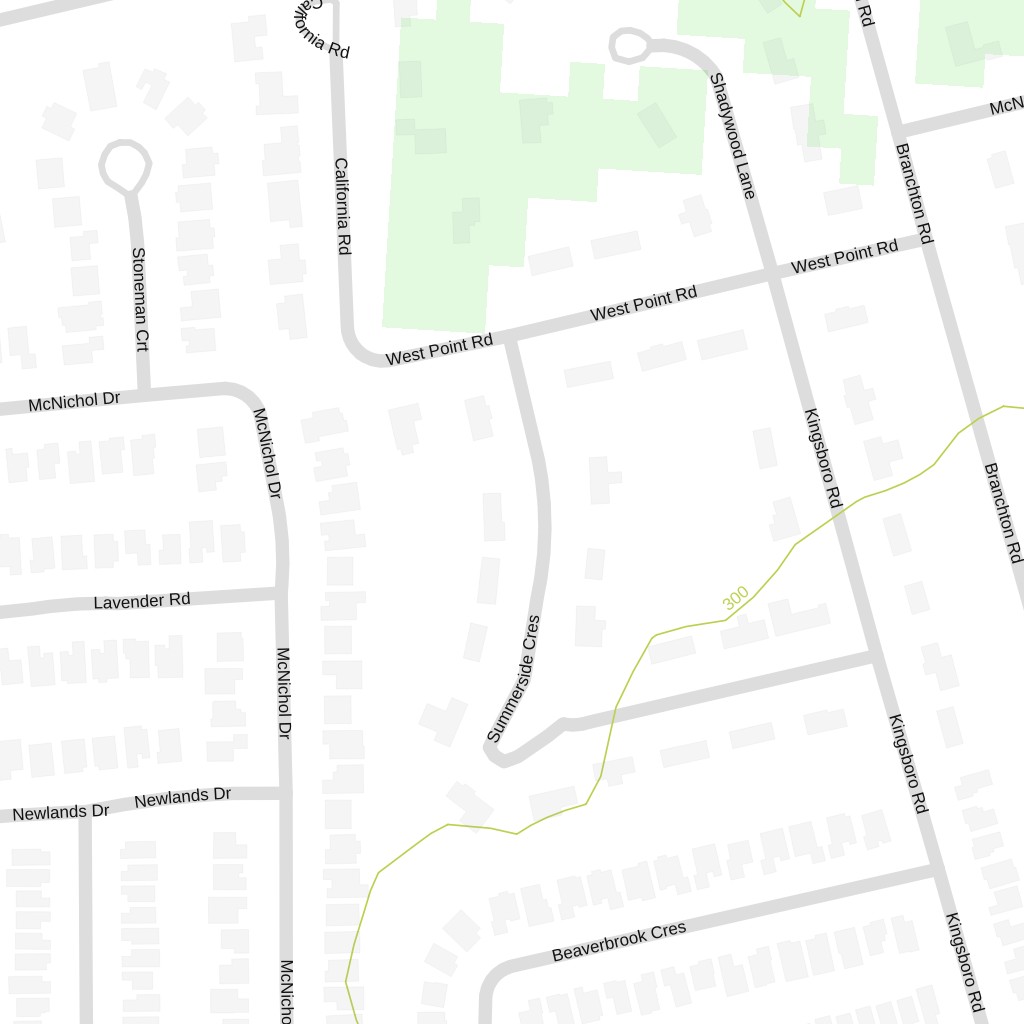 California Rd
Rd
Shadywood Lane
McN
Branchton Rd
California Rd
West Point Rd
Stoneman Crt
West Point Rd
West Point Rd
McNichol Dr
McNichol Dr
Kingsboro Rd
Branchton Rd
300
Lavender Rd
Summerside Cres
McNichol Dr
Kingsboro Rd
Newlands Dr
Newlands Dr
Beaverbrook Cres
Kingsboro Rd
McNicho